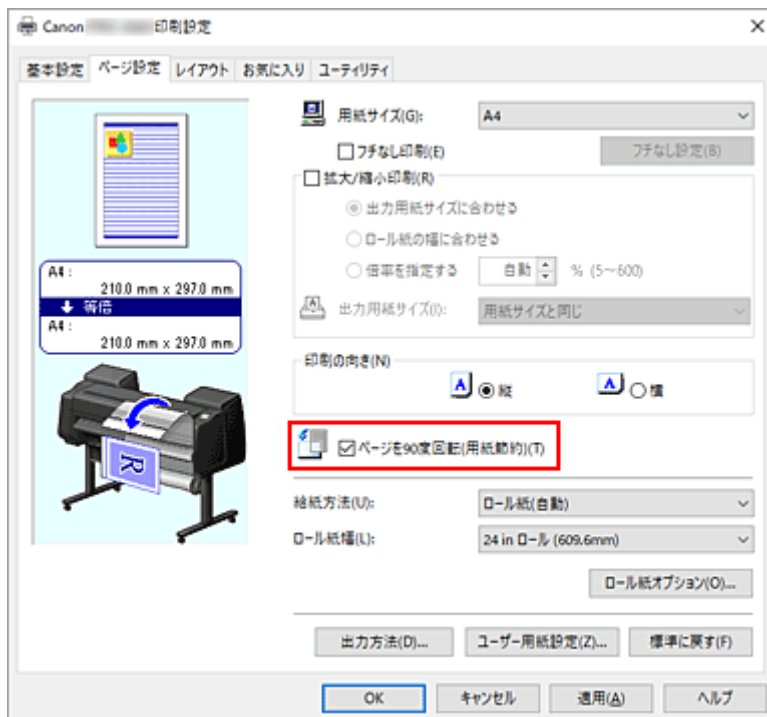 Canon 印刷設定
基本設定 ページ設定 レイアウト お気に入り ユーティリティ
用紙サイズ(G): A4
フチなし印刷(E) フチなし設定(B)
拡大/縮小印刷(R)
出力用紙サイズに合わせる
ロール紙の幅に合わせる
倍率を指定する 自動 % (5～600)
出力用紙サイズ(I): 用紙サイズと同じ
A4 :
210.0 mm x 297.0 mm
等倍
A4 :
210.0 mm x 297.0 mm
印刷の向き(N)
A 縦 A 横
ページを90度回転(用紙節約)(T)
R
給紙方法(U): ロール紙(自動)
ロール紙幅(L): 24 in ロール (609.6mm)
ロール紙オプション(O)...
出力方法(D)... ユーザー用紙設定(Z)... 標準に戻す(F)
OK キャンセル 適用(A) ヘルプ